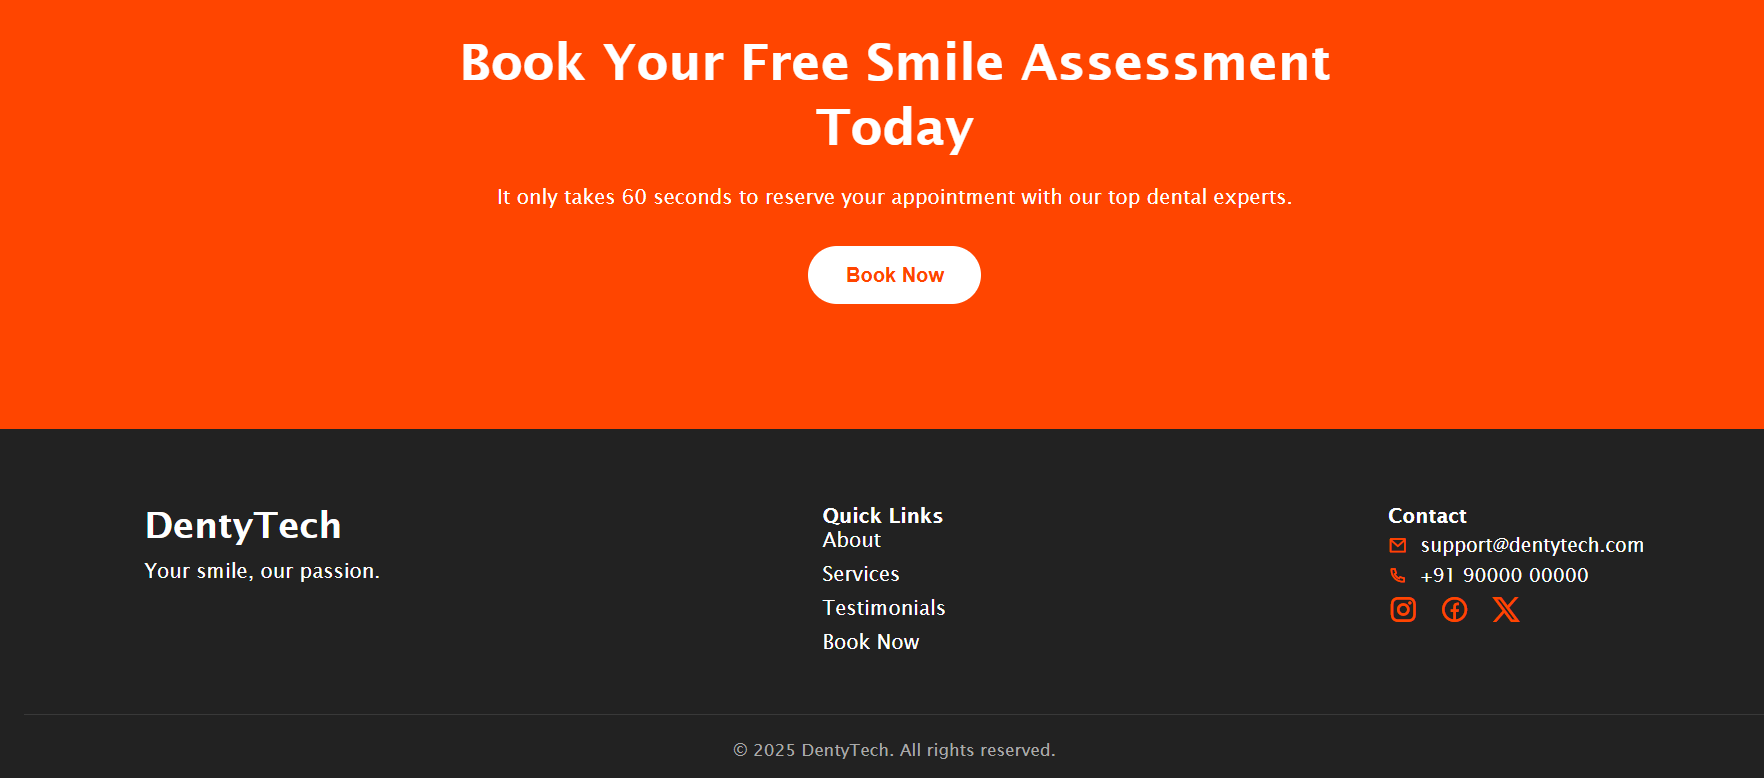 Book Your Free Smile Assessment
Today
It only takes 60 seconds to reserve your appointment with our top dental experts.
Book Now
DentyTech
Your smile, our passion.
Quick Links
About
Services
Testimonials
Book Now
Contact
support@dentytech.com
+91 90000 00000
© 2025 DentyTech. All rights reserved.